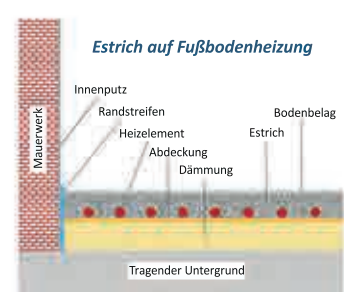 Estrich auf Fußbodenheizung
Innenputz
Randstreifen
Bodenbelag
Heizelement
Estrich
Abdeckung
Dämmung
Mauerwerk
Tragender Untergrund